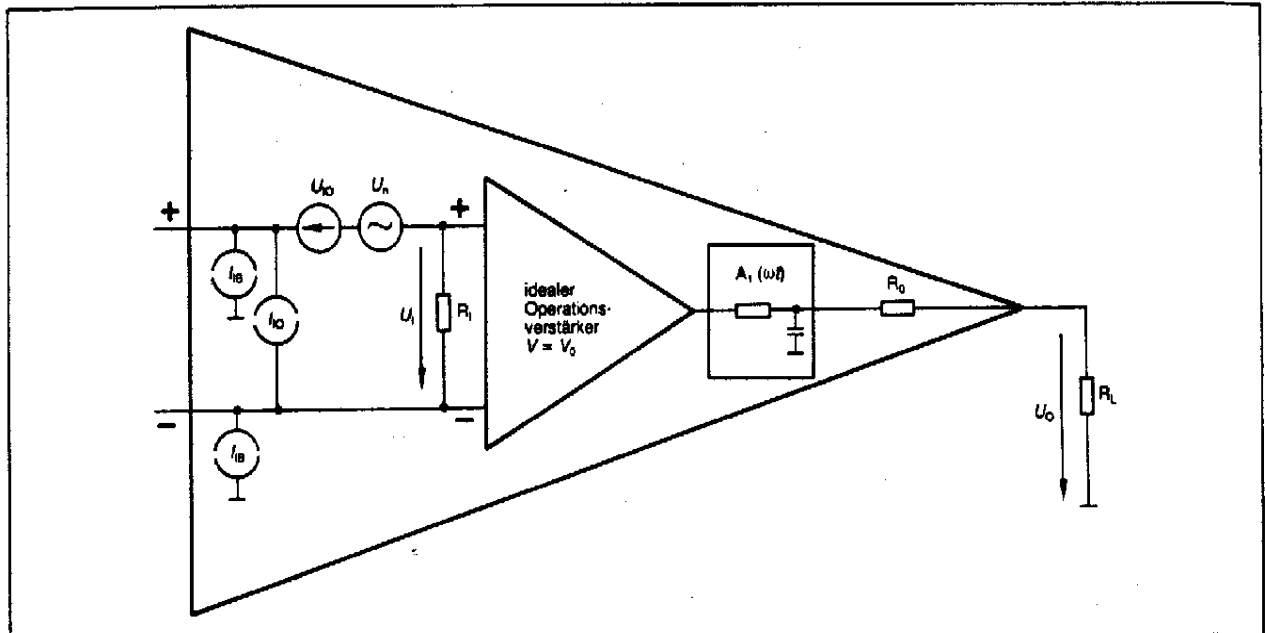 U_IO
U_n
+
+
I_IB
I_IO
U_I
R_I
idealer
Operations-
verstärker
V = V_0
A_1 (ωt)
R_0
U_O
R_L
−
−
I_IB